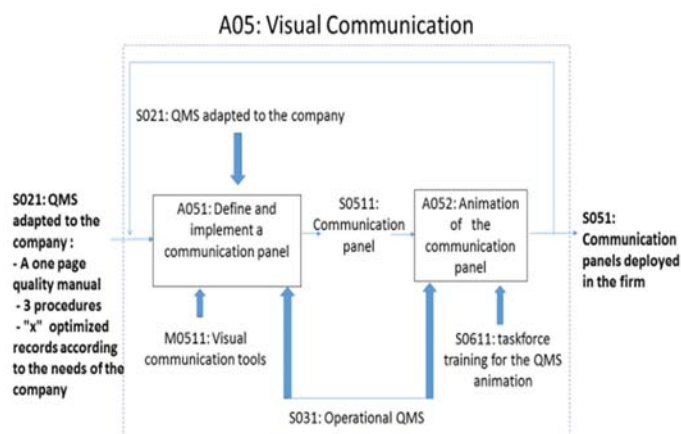 A05: Visual Communication
S021: QMS adapted to the company
S021: QMS
adapted to the
company :
- A one page
quality manual
- 3 procedures
- "x" optimized
records according
to the needs of the
company
A051: Define and
implement a
communication panel
S0511:
Communication
panel
A052: Animation
of the
communication
panel
S051:
Communication
panels deployed
in the firm
M0511: Visual
communication tools
S0611: taskforce
training for the QMS
animation
S031: Operational QMS